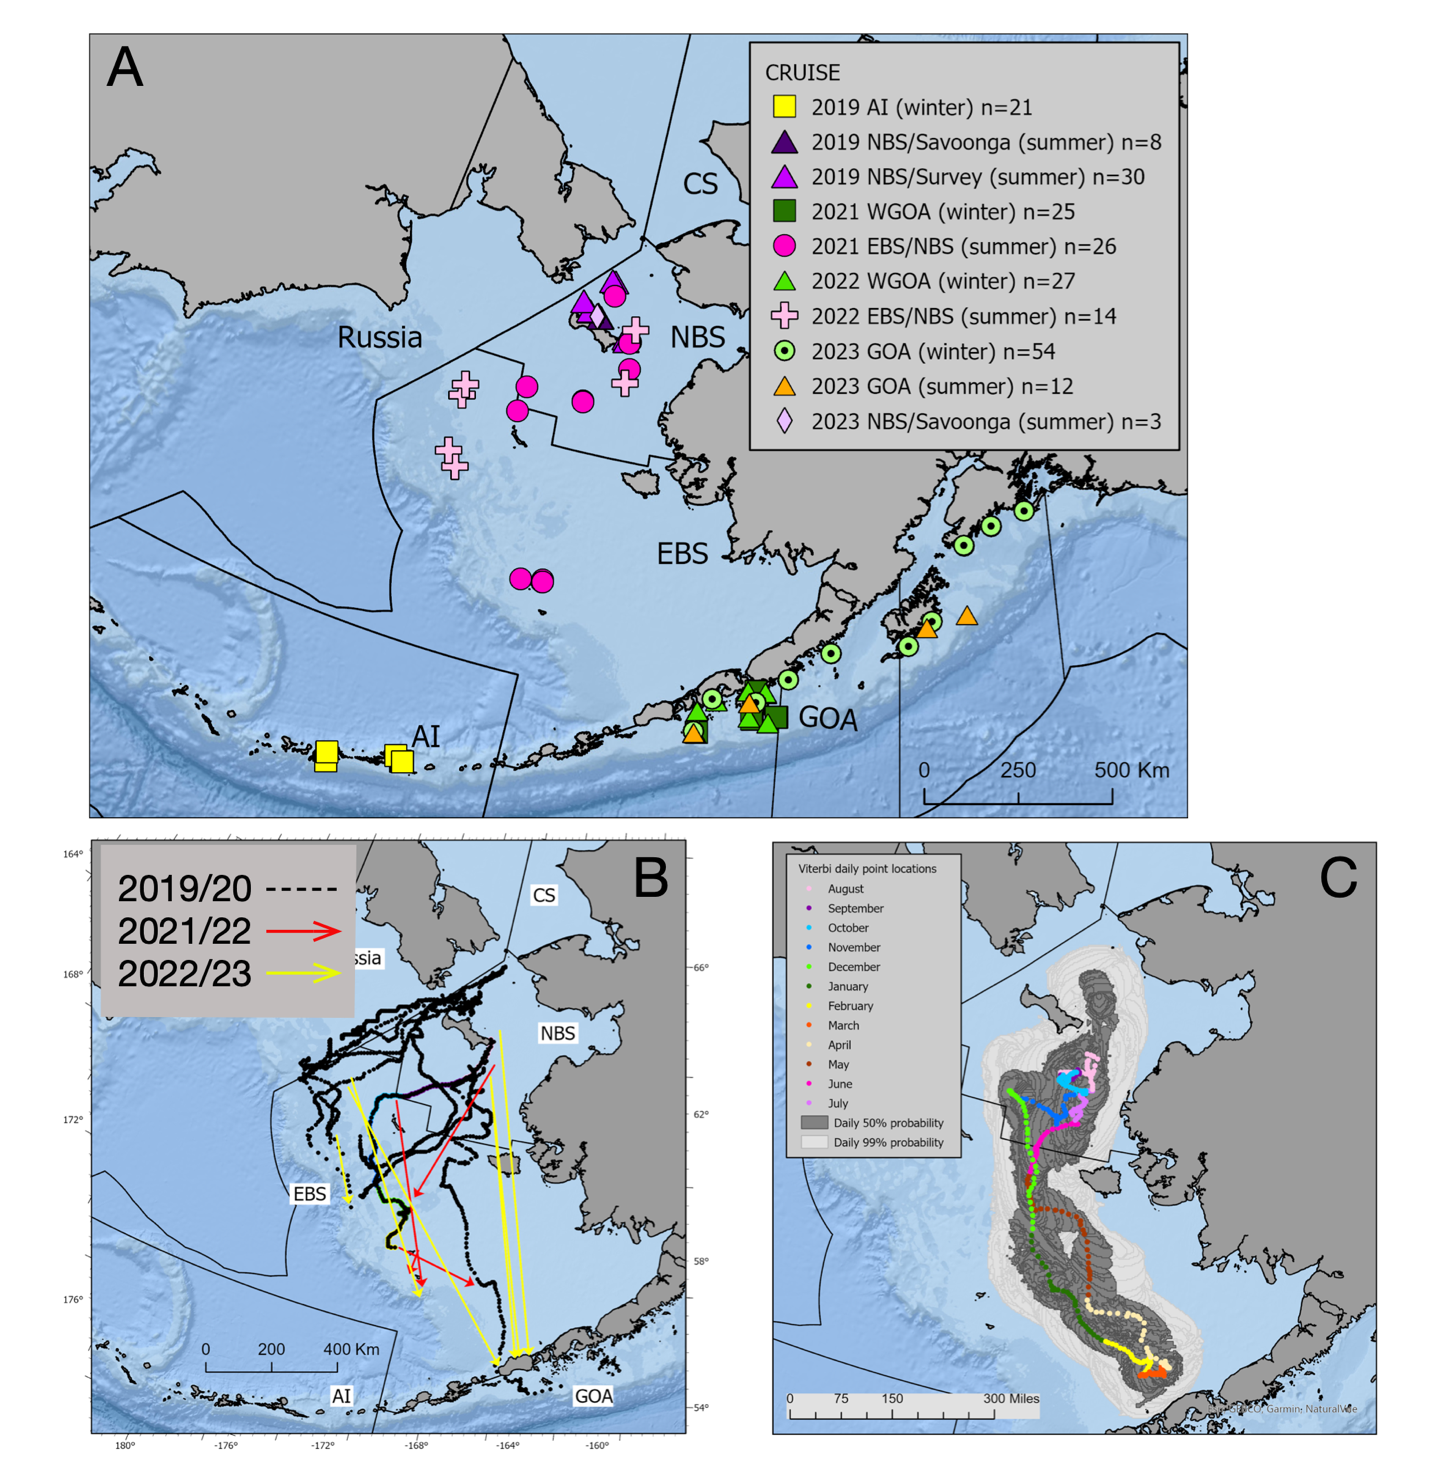 A
CRUISE
2019 AI (winter) n=21
2019 NBS/Savoonga (summer) n=8
2019 NBS/Survey (summer) n=30
2021 WGOA (winter) n=25
2021 EBS/NBS (summer) n=26
2022 WGOA (winter) n=27
2022 EBS/NBS (summer) n=14
2023 GOA (winter) n=54
2023 GOA (summer) n=12
2023 NBS/Savoonga (summer) n=3
CS
Russia
NBS
EBS
GOA
AI
0 250 500 Km
B
2019/20
2021/22
2022/23
ssia
CS
NBS
EBS
AI
GOA
0 200 400 Km
164°
168°
172°
176°
66°
62°
58°
54°
180° -176° -172° -168° -164° -160°
C
Viterbi daily point locations
August
September
October
November
December
January
February
March
April
May
June
July
Daily 50% probability
Daily 99% probability
0 75 150 300 Miles
Garmin, NaturalVue